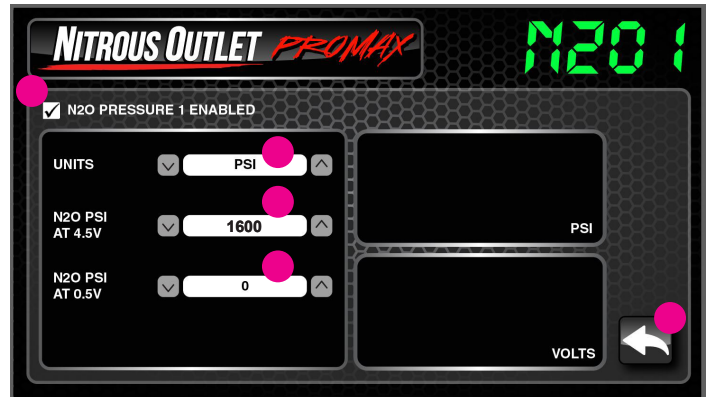 NITROUS OUTLET PROMAX
N2O1
N2O PRESSURE 1 ENABLED
UNITS
PSI
N2O PSI
AT 4.5V
1600
N2O PSI
AT 0.5V
0
PSI
VOLTS